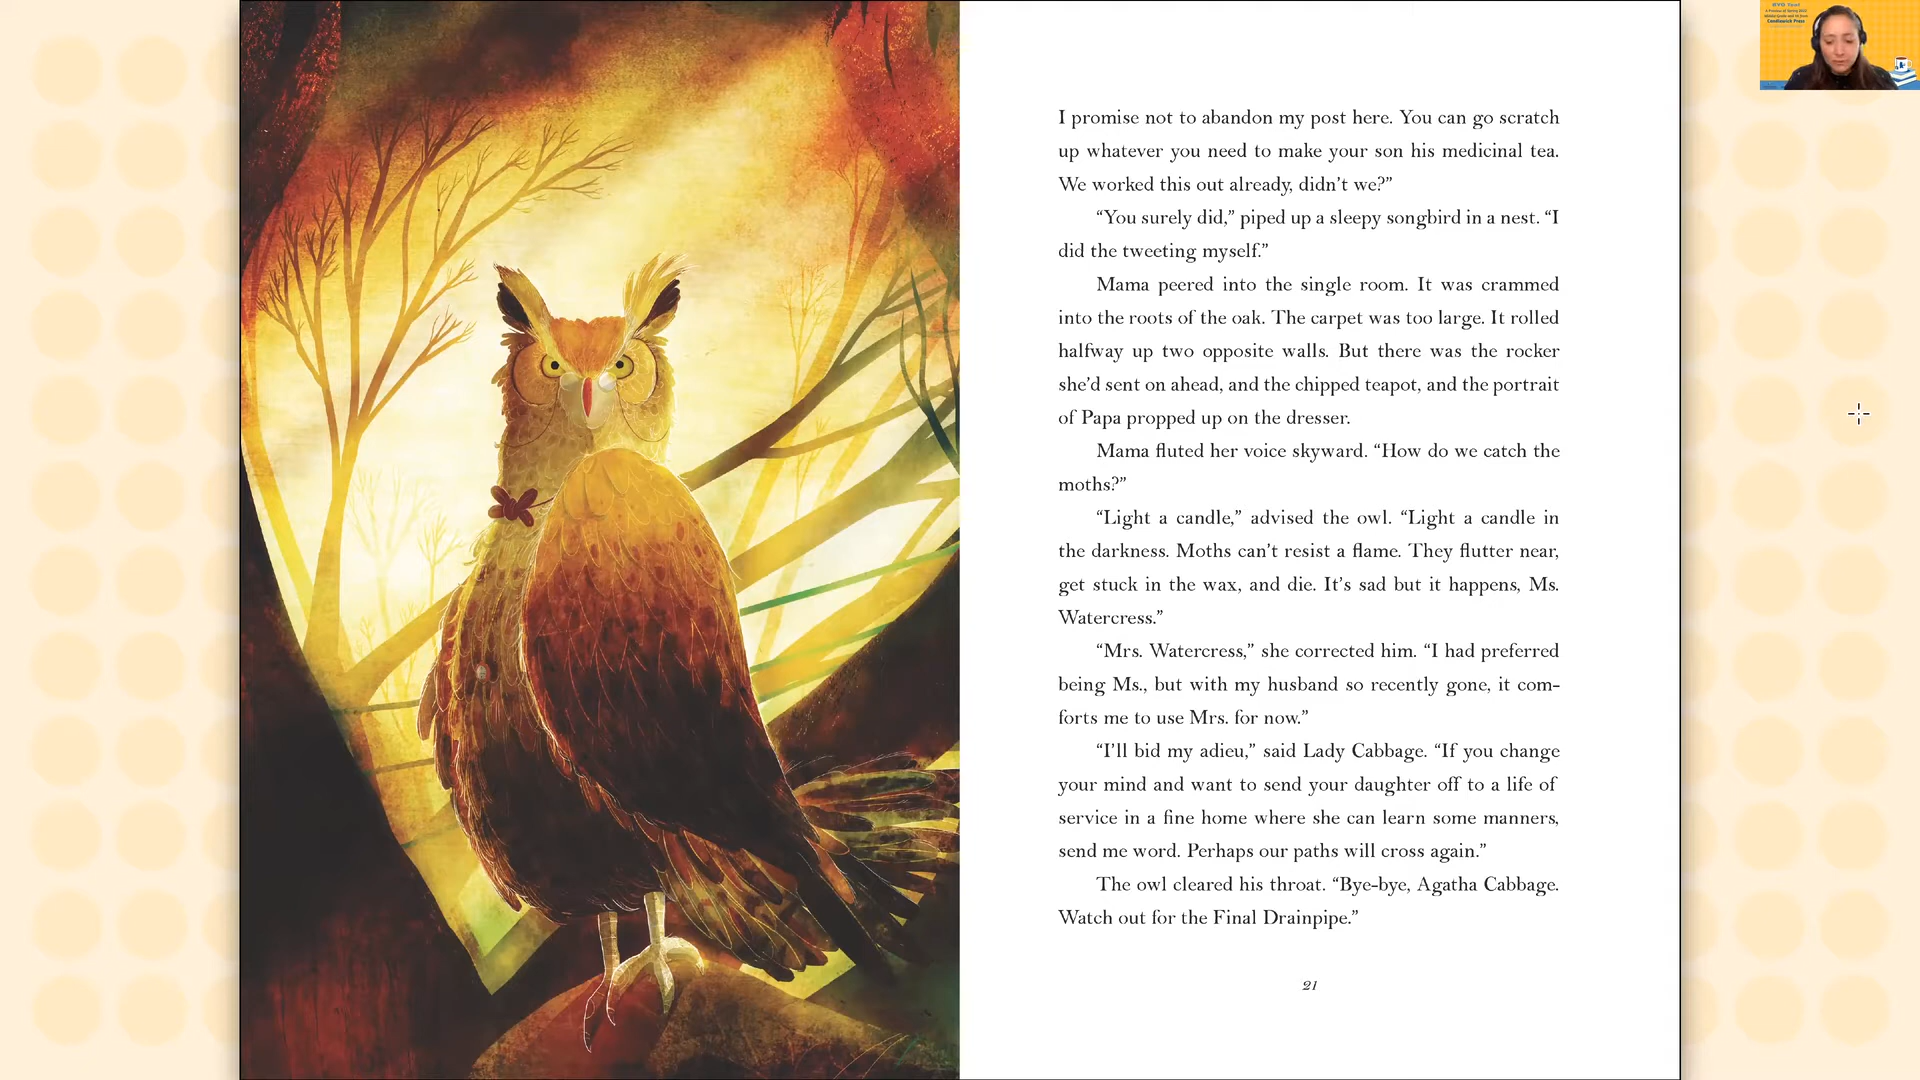 BYO Tea!
Candlewick Press
I promise not to abandon my post here. You can go scratch
up whatever you need to make your son his medicinal tea.
We worked this out already, didn’t we?”
“You surely did,” piped up a sleepy songbird in a nest. “I
did the tweeting myself.”
Mama peered into the single room. It was crammed
into the roots of the oak. The carpet was too large. It rolled
halfway up two opposite walls. But there was the rocker
she’d sent on ahead, and the chipped teapot, and the portrait
of Papa propped up on the dresser.
Mama fluted her voice skyward. “How do we catch the
moths?”
“Light a candle,” advised the owl. “Light a candle in
the darkness. Moths can’t resist a flame. They flutter near,
get stuck in the wax, and die. It’s sad but it happens, Ms.
Watercress.”
“Mrs. Watercress,” she corrected him. “I had preferred
being Ms., but with my husband so recently gone, it com-
forts me to use Mrs. for now.”
“I’ll bid my adieu,” said Lady Cabbage. “If you change
your mind and want to send your daughter off to a life of
service in a fine home where she can learn some manners,
send me word. Perhaps our paths will cross again.”
The owl cleared his throat. “Bye-bye, Agatha Cabbage.
Watch out for the Final Drainpipe.”
21